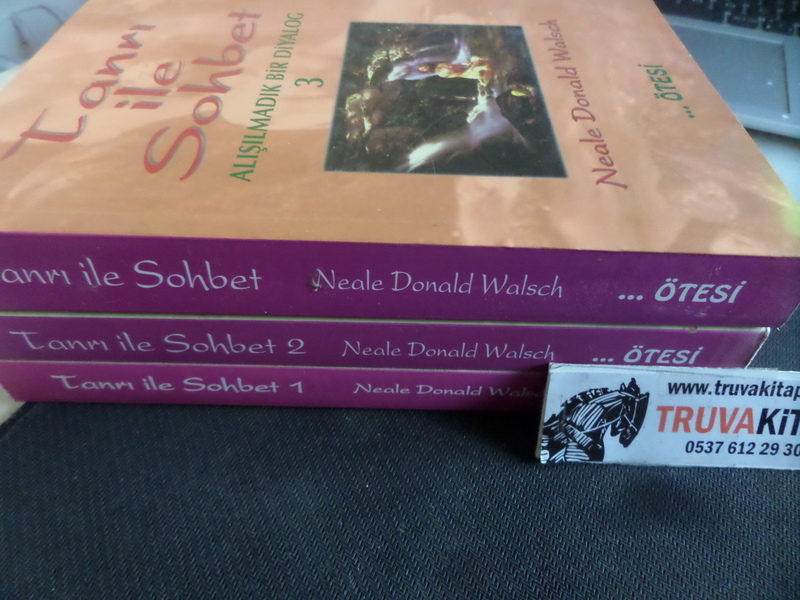 Tanrı
ile
Sohbet
ALIŞILMADIK BİR DİYALOG
3
Neale Donald Walsch
... ÖTESİ
Tanrı ile Sohbet Neale Donald Walsch ... ÖTESİ
Tanrı ile Sohbet 2 Neale Donald Walsch ... ÖTESİ
Tanrı ile Sohbet 1 Neale Donald Walsc
www.truvakitap
TRUVAKiT
0537 612 29 30